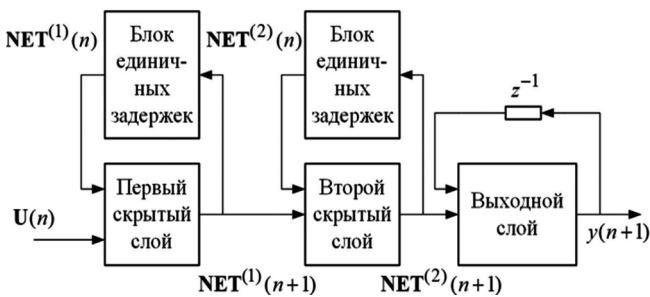 NET⁽¹⁾(n)
Блок
единич-
ных
задержек
NET⁽²⁾(n)
Блок
единич-
ных
задержек
z⁻¹
U(n)
Первый
скрытый
слой
Второй
скрытый
слой
Выходной
слой
y(n+1)
NET⁽¹⁾(n+1)
NET⁽²⁾(n+1)